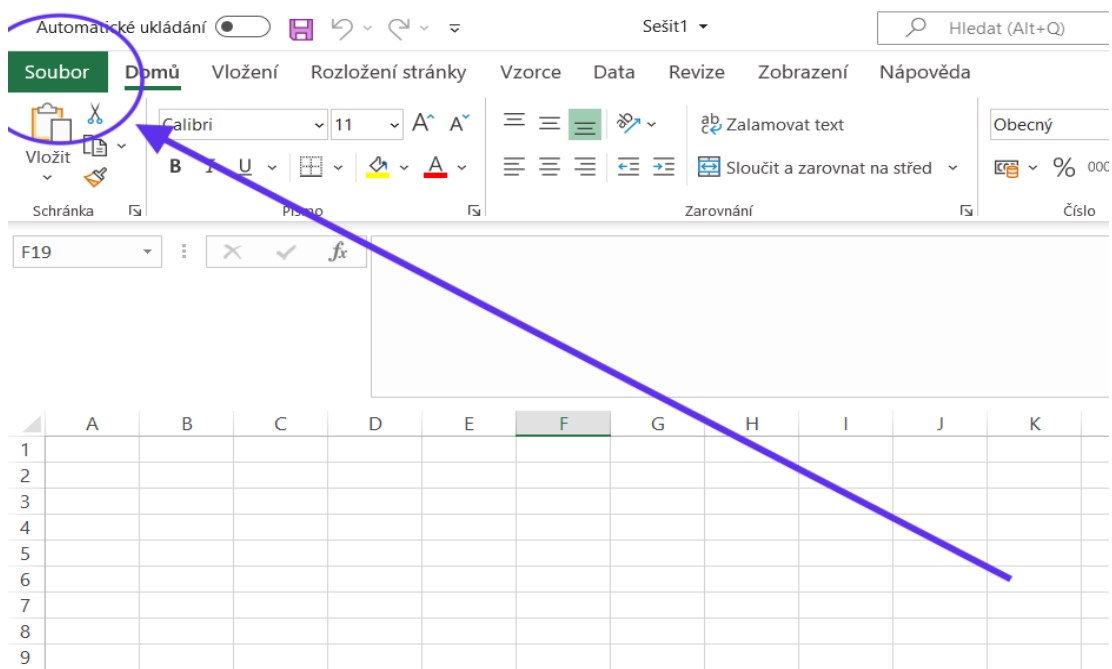 Automatické ukládání Sešit1 Hledat (Alt+Q)
Soubor Domů Vložení Rozložení stránky Vzorce Data Revize Zobrazení Nápověda
Calibri 11 A A ab Zalamovat text Obecný
Vložit B I U A Sloučit a zarovnat na střed % 000
Schránka Písmo Zarovnání Číslo
F19 fx
A B C D E F G H I J K
1
2
3
4
5
6
7
8
9